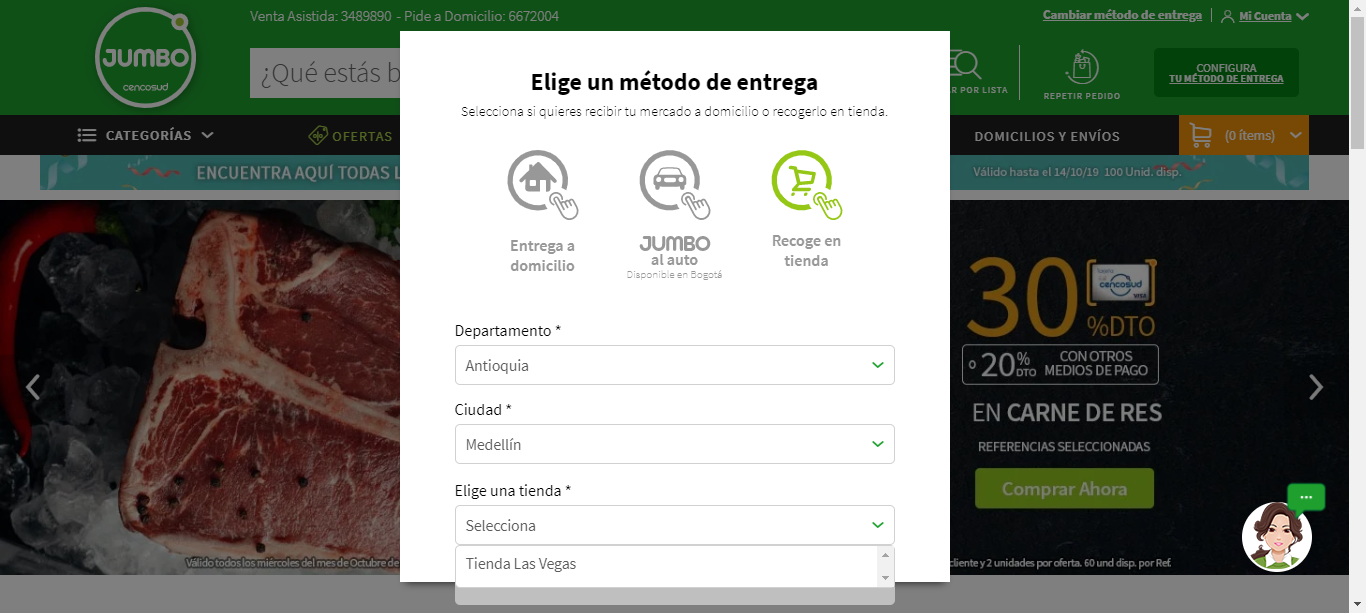 Venta Asistida: 3489890 - Pide a Domicilio: 6672004
Cambiar método de entrega
Mi Cuenta
JUMBO
cencosud
¿Qué estás b
R POR LISTA
REPETIR PEDIDO
CONFIGURA
TU MÉTODO DE ENTREGA
CATEGORÍAS
OFERTAS
DOMICILIOS Y ENVÍOS
(0 ítems)
ENCUENTRA AQUÍ TODAS L
Válido hasta el 14/10/19 100 Unid. disp.
Elige un método de entrega
Selecciona si quieres recibir tu mercado a domicilio o recogerlo en tienda.
Entrega a
domicilio
JUMBO
al auto
Disponible en Bogotá
Recoge en
tienda
Departamento *
Antioquia
Ciudad *
Medellín
Elige una tienda *
Selecciona
Tienda Las Vegas
30
%DTO
cencosud
VISA
o 20% DTO
CON OTROS
MEDIOS DE PAGO
EN CARNE DE RES
REFERENCIAS SELECCIONADAS
Comprar Ahora
Válido todos los miércoles del mes de Octubre de
cliente y 2 unidades por oferta. 60 und disp. por Ref.